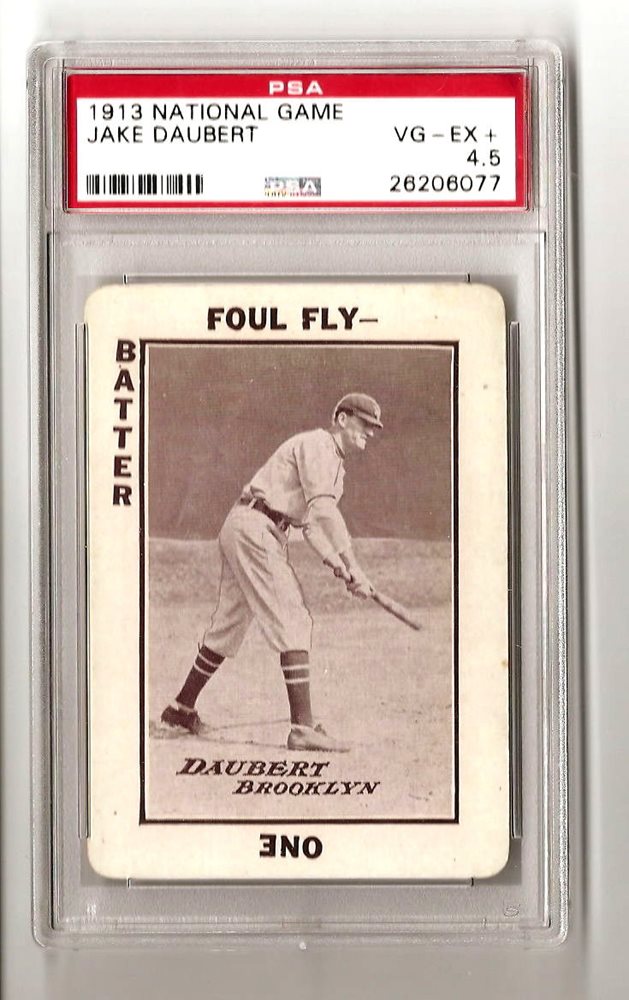 PSA
1913 NATIONAL GAME
JAKE DAUBERT
VG - EX +
4.5
26206077
PSA
FOUL FLY—
BATTER
DAUBERT
BROOKLYN
ONE